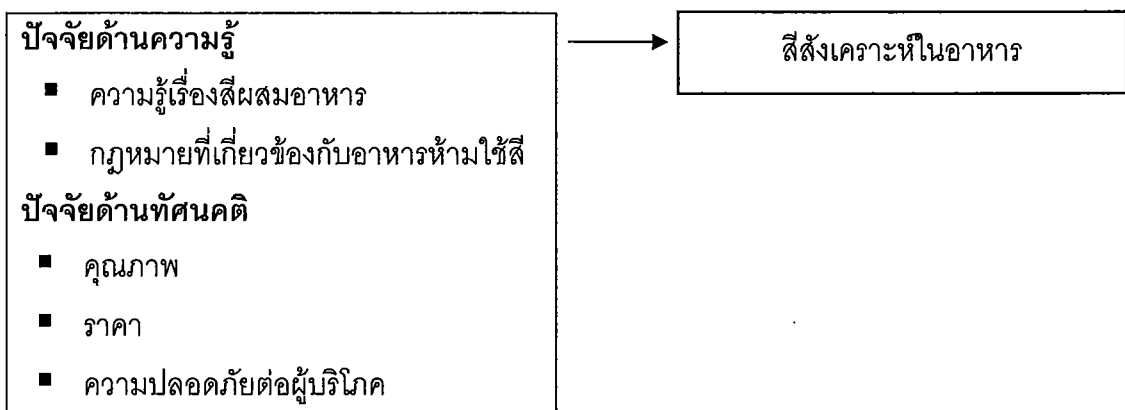 ปัจจัยด้านความรู้
▪ ความรู้เรื่องสีผสมอาหาร
▪ กฎหมายที่เกี่ยวข้องกับอาหารห้ามใช้สี
ปัจจัยด้านทัศนคติ
▪ คุณภาพ
▪ ราคา
▪ ความปลอดภัยต่อผู้บริโภค
สีสังเคราะห์ในอาหาร